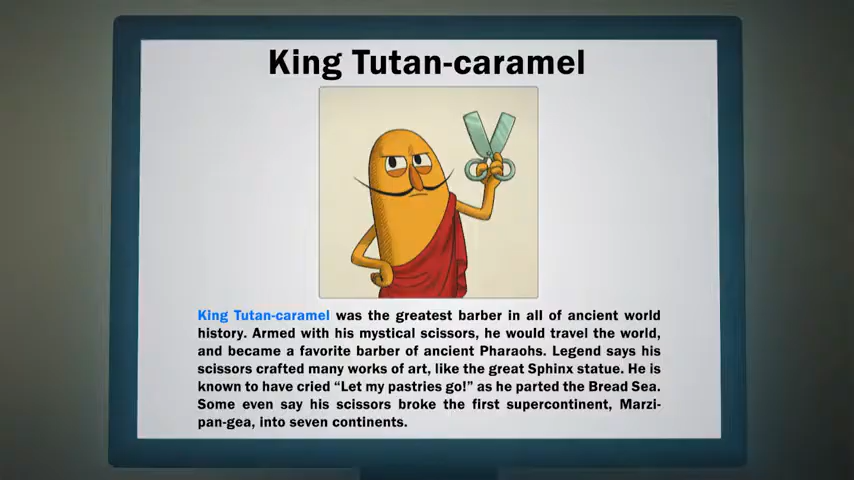 King Tutan-caramel
King Tutan-caramel was the greatest barber in all of ancient world
history. Armed with his mystical scissors, he would travel the world,
and became a favorite barber of ancient Pharaohs. Legend says his
scissors crafted many works of art, like the great Sphinx statue. He is
known to have cried “Let my pastries go!” as he parted the Bread Sea.
Some even say his scissors broke the first supercontinent, Marzi-
pan-gea, into seven continents.